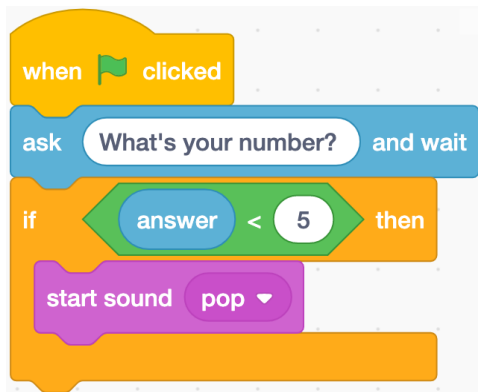 when clicked
ask What's your number? and wait
if answer < 5 then
start sound pop